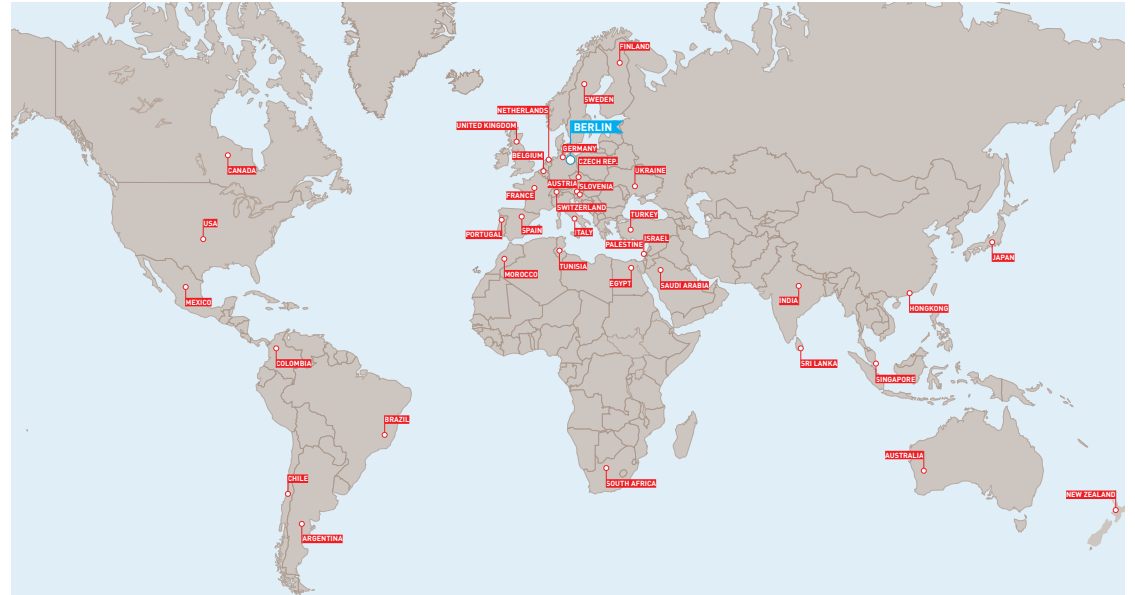 FINLAND
SWEDEN
NETHERLANDS
UNITED KINGDOM
BERLIN
GERMANY
BELGIUM
CZECH REP.
CANADA
UKRAINE
AUSTRIA
SLOVENIA
FRANCE
SWITZERLAND
USA
TURKEY
PORTUGAL
SPAIN
ITALY
ISRAEL
PALESTINE
JAPAN
MOROCCO
TUNISIA
EGYPT
SAUDI ARABIA
MEXICO
INDIA
HONGKONG
COLOMBIA
SRI LANKA
SINGAPORE
BRAZIL
AUSTRALIA
CHILE
SOUTH AFRICA
NEW ZEALAND
ARGENTINA